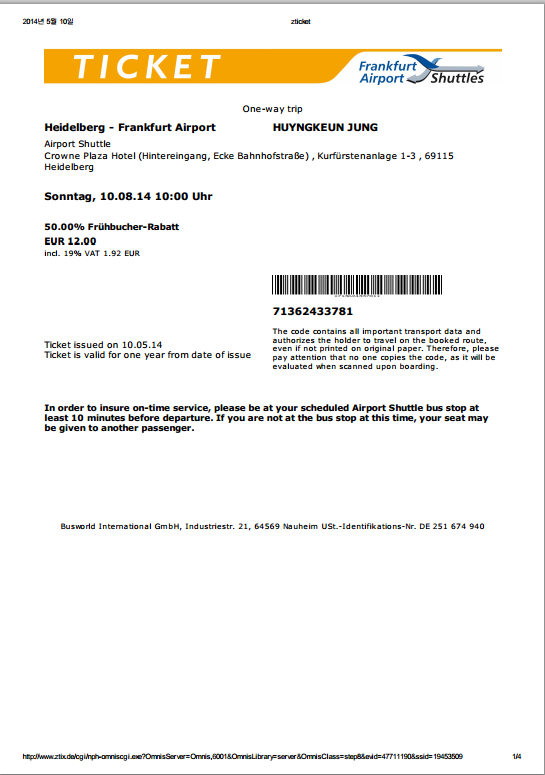 2014년 5월 10일 zticket
TICKET
Frankfurt
Airport Shuttles
One-way trip
Heidelberg - Frankfurt Airport HUYNGKEUN JUNG
Airport Shuttle
Crowne Plaza Hotel (Hintereingang, Ecke Bahnhofstraße) , Kurfürstenanlage 1-3 , 69115
Heidelberg
Sonntag, 10.08.14 10:00 Uhr
50.00% Frühbucher-Rabatt
EUR 12.00
incl. 19% VAT 1.92 EUR
71362433781
The code contains all important transport data and
authorizes the holder to travel on the booked route,
even if not printed on original paper. Therefore, please
pay attention that no one copies the code, as it will be
evaluated when scanned upon boarding.
Ticket issued on 10.05.14
Ticket is valid for one year from date of issue
In order to insure on-time service, please be at your scheduled Airport Shuttle bus stop at
least 10 minutes before departure. If you are not at the bus stop at this time, your seat may
be given to another passenger.
Busworld International GmbH, Industriestr. 21, 64569 Nauheim USt.-Identifikations-Nr. DE 251 674 940
http://www.ztix.de/cgi/nph-omniscgi.exe?OmnisServer=Omnis,6001&OmnisLibrary=server&OmnisClass=step8&evid=47711190&ssid=19453509 1/4